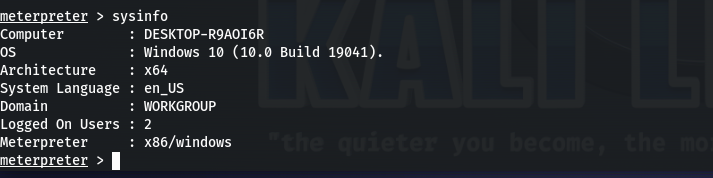 meterpreter > sysinfo
Computer : DESKTOP-R9AOI6R
OS : Windows 10 (10.0 Build 19041).
Architecture : x64
System Language : en_US
Domain : WORKGROUP
Logged On Users : 2
Meterpreter : x86/windows
meterpreter >
KALI L
"the quieter you become, the mo